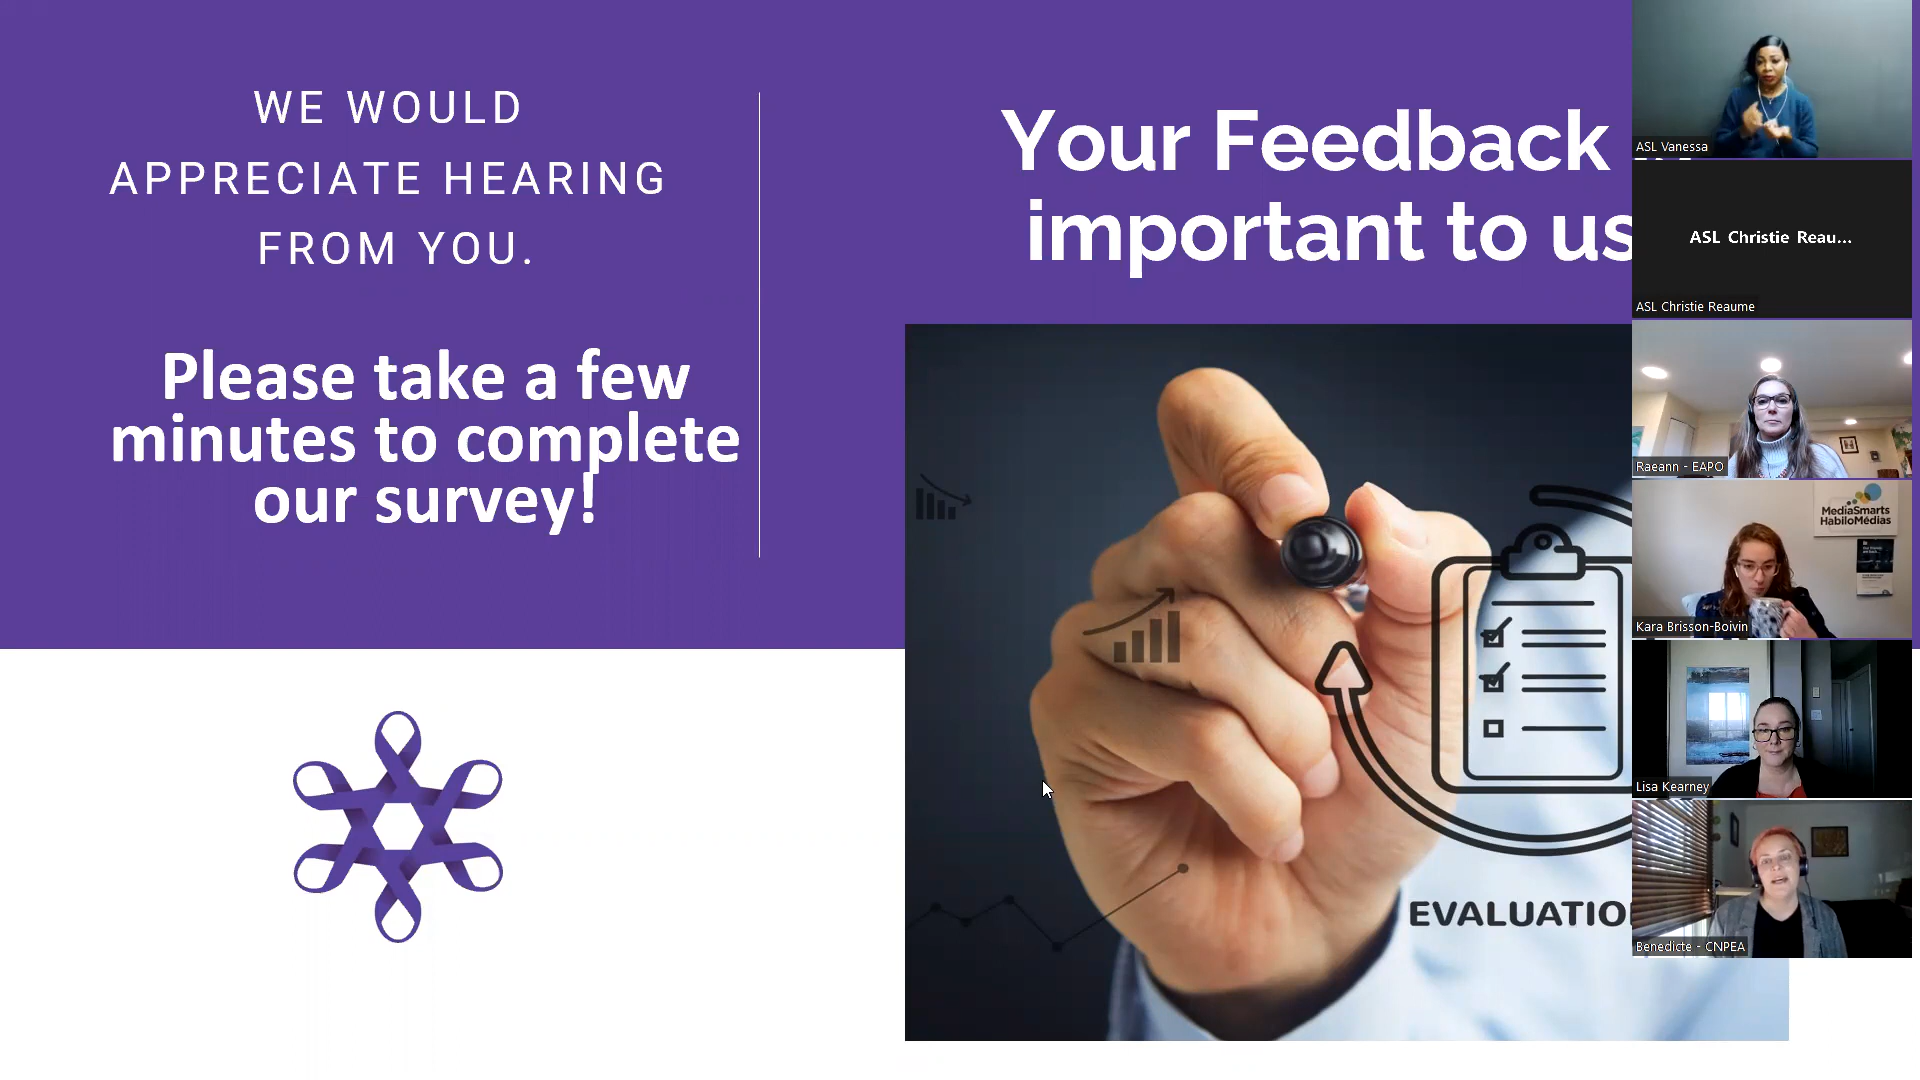 WE WOULD
APPRECIATE HEARING
FROM YOU.
Please take a few
minutes to complete
our survey!
Your Feedback
important to us
EVALUATIO
ASL Vanessa
ASL Christie Reau...
ASL Christie Reaume
Raeann - EAPO
MediaSmarts
HabiloMédias
Kara Brisson-Boivin
Lisa Kearney
Benedicte - CNPEA